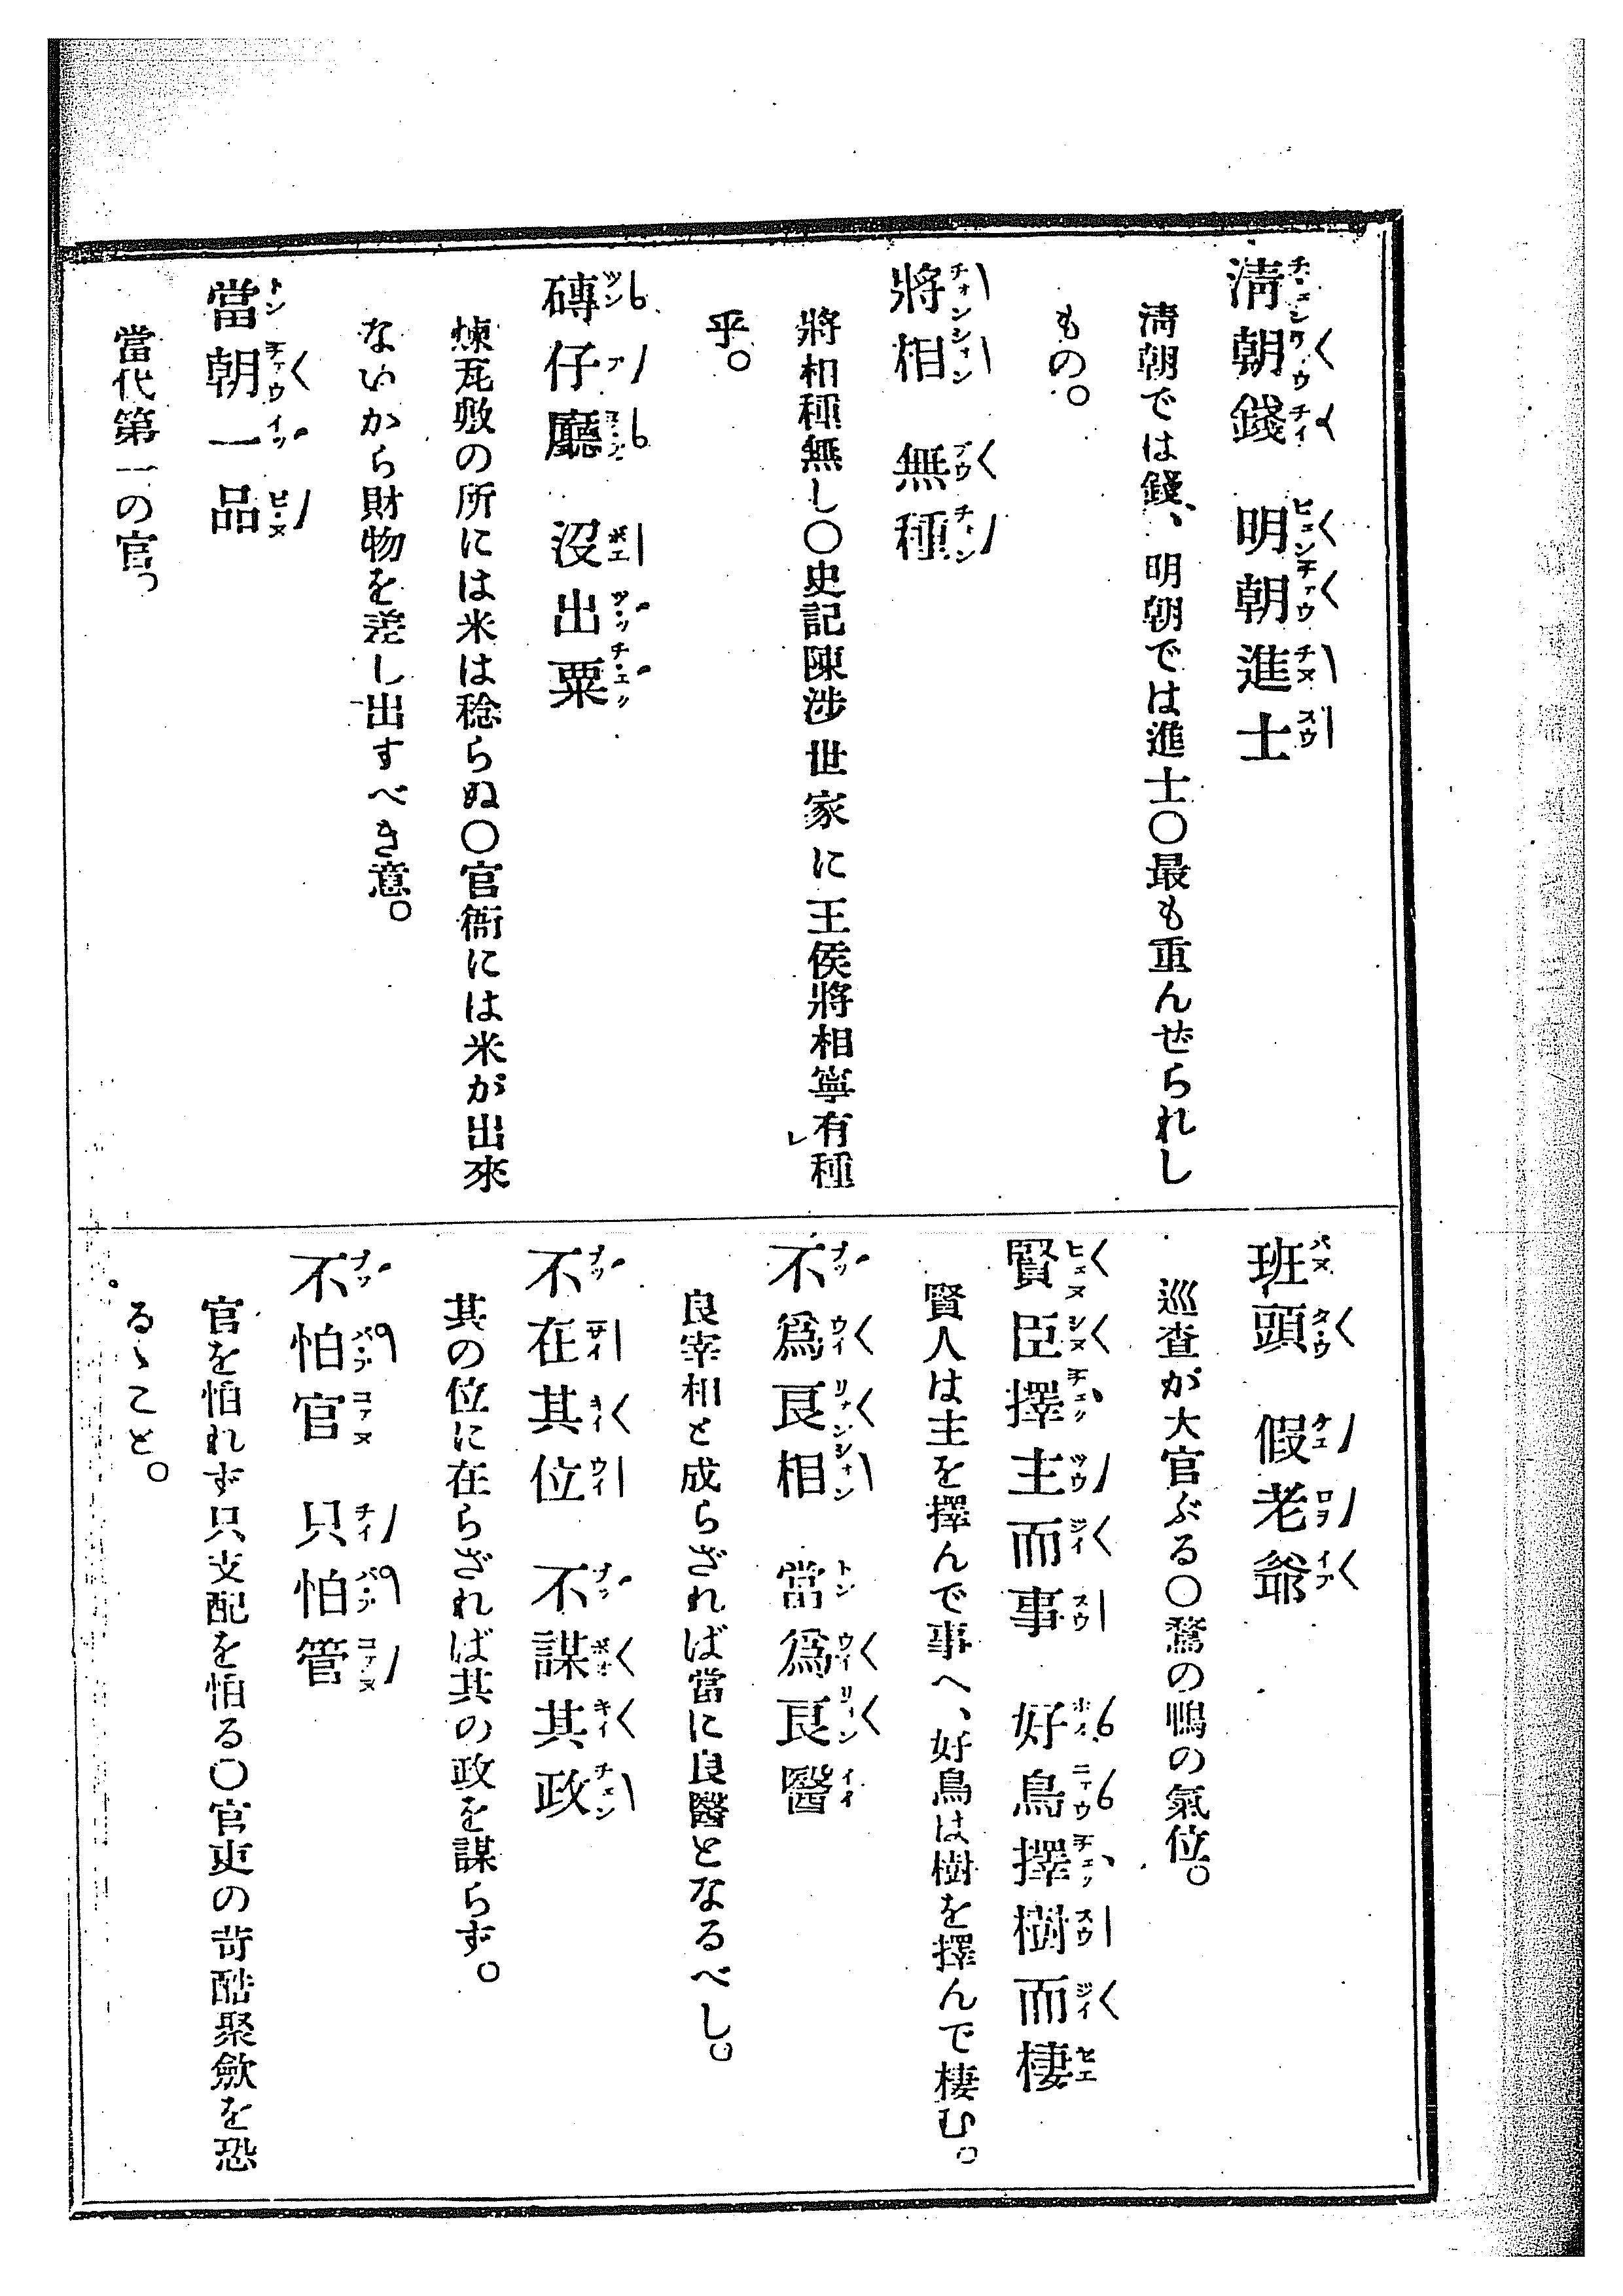 淸朝錢　明朝進士
淸朝では錢、明朝では進士〇最も重んぜられし
もの。
將相　無種
將相種無し〇史記陳涉世家に王侯將相寧有種
乎。
磚仔廳　沒出粟
煉瓦敷の所には米は稔らぬ〇官衙には米が出來
ないから財物を差し出すべき意。
當朝一品
當代第一の官。
班頭　假老爺
巡査が大官ぶる〇鵞の鴨の氣位。
賢臣擇主而事　好鳥擇樹而棲
賢人は主を擇んで事へ、好鳥は樹を擇んで棲む。
不爲良相　當爲良醫
良宰相と成らざれば當に良醫となるべし。
不在其位　不謀其政
其の位に在らざれば其の政を謀らず。
不怕官　只怕管
官を怕れず只支配を怕る〇官吏の苛酷聚斂を恐
るゝこと。